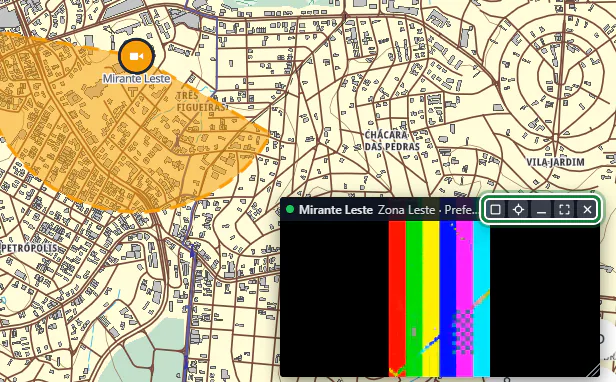 Mirante Leste
TRÊS
FIGUEIRAS
CHÁCARA
DAS PEDRAS
VILA JARDIM
PETRÓPOLIS
Mirante Leste Zona Leste · Prefe...